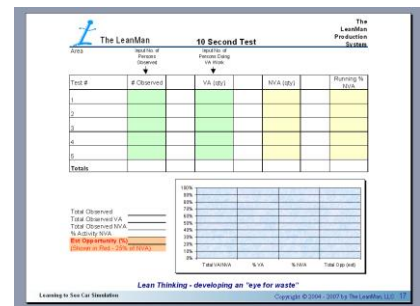 The LeanMan
10 Second Test
The
LeanMan
Production
System
Area
Input No of
Persons
Observed
Input No of
Persons Doing
VA Work
Test #
# Observed
VA (qty)
NVA (qty)
Running %
NVA
1
2
3
4
5
Totals
Total Observed
Total Observed VA
Total Observed NVA
% Activity NVA
Est Opportunity (%)
(Shown in Red - 25%
of NVA)
100%
90%
80%
70%
60%
50%
40%
30%
20%
10%
0%
Total VA/NVA
% VA
% NVA
Total Opp (est)
Lean Thinking - developing an "eye for waste"
Learning to See Car Simulation
Copyright © 2004 - 2007 by The LeanMan, LLC 17